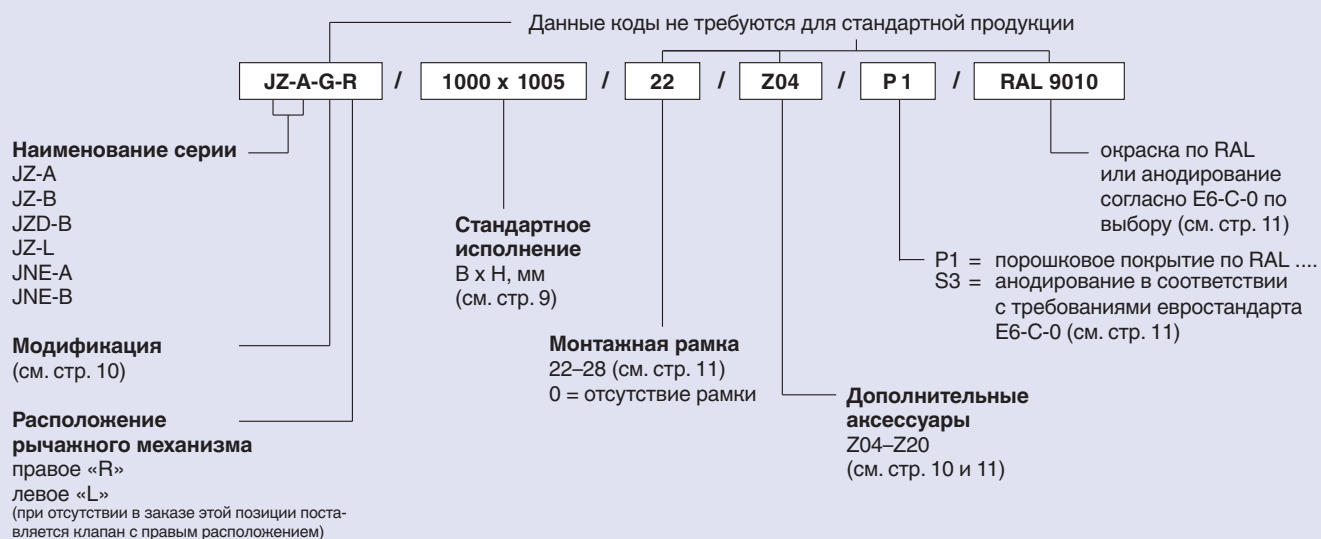 Данные коды не требуются для стандартной продукции
JZ-A-G-R / 1000 x 1005 / 22 / Z04 / P 1 / RAL 9010
Наименование серии
JZ-A
JZ-B
JZD-B
JZ-L
JNE-A
JNE-B
Модификация
(см. стр. 10)
Расположение
рычажного механизма
правое «R»
левое «L»
(при отсутствии в заказе этой позиции поста-
вляется клапан с правым расположением)
Стандартное
исполнение
B x H, мм
(см. стр. 9)
Монтажная рамка
22–28 (см. стр. 11)
0 = отсутствие рамки
Дополнительные
аксессуары
Z04–Z20
(см. стр. 10 и 11)
P1 = порошковое покрытие по RAL ....
S3 = анодирование в соответствии
с требованиями евростандарта
E6-C-0 (см. стр. 11)
окраска по RAL
или анодирование
согласно E6-C-0 по
выбору (см. стр. 11)